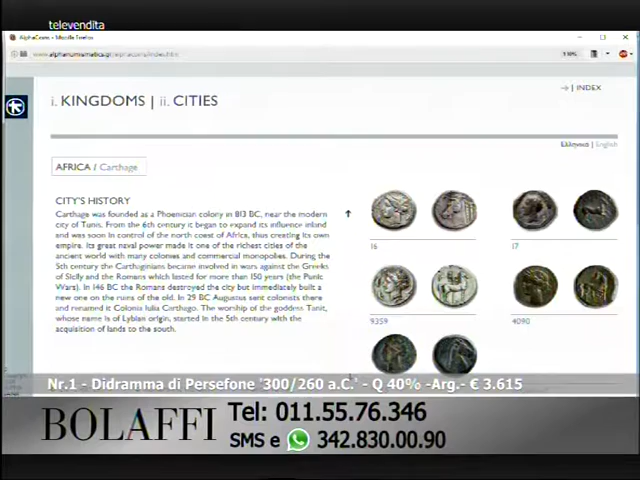 televendita
AlphaCoins - Mozilla Firefox
i. KINGDOMS | ii. CITIES
| INDEX
Ελληνικά | English
AFRICA / Carthage
CITY'S HISTORY
Carthage was founded as a Phoenician colony in 813 BC, near the modern
city of Tunis. From the 6th century it began to expand its influence inland
and was soon in control of the north coast of Africa, thus creating its own
empire. Its great naval power made it one of the richest cities of the
ancient world with many colonies and commercial monopolies. During the
5th century the Carthaginians became involved in wars against the Greeks
of Sicily and the Romans which lasted for more than 150 years (the Punic
Wars). In 146 BC the Romans destroyed the city but immediately built a
new one on the ruins of the old. In 29 BC Augustus sent colonists there
and renamed it Colonia Iulia Carthago. The worship of the goddess Tanit,
whose name is of Lybian origin, started in the 5th century with the
acquisition of lands to the south.
16
17
9359
4090
Nr.1 - Didramma di Persefone '300/260 a.C.' - Q 40% -Arg.- € 3.615
BOLAFFI
Tel: 011.55.76.346
SMS e 342.830.00.90